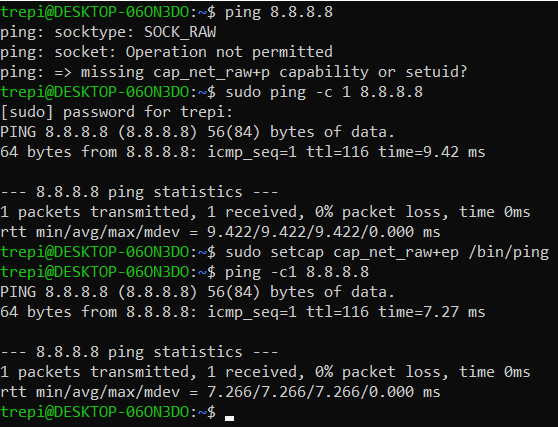 trepi@DESKTOP-06ON3DO:~$ ping 8.8.8.8
ping: socktype: SOCK_RAW
ping: socket: Operation not permitted
ping: => missing cap_net_raw+p capability or setuid?
trepi@DESKTOP-06ON3DO:~$ sudo ping -c 1 8.8.8.8
[sudo] password for trepi:
PING 8.8.8.8 (8.8.8.8) 56(84) bytes of data.
64 bytes from 8.8.8.8: icmp_seq=1 ttl=116 time=9.42 ms

--- 8.8.8.8 ping statistics ---
1 packets transmitted, 1 received, 0% packet loss, time 0ms
rtt min/avg/max/mdev = 9.422/9.422/9.422/0.000 ms
trepi@DESKTOP-06ON3DO:~$ sudo setcap cap_net_raw+ep /bin/ping
trepi@DESKTOP-06ON3DO:~$ ping -c1 8.8.8.8
PING 8.8.8.8 (8.8.8.8) 56(84) bytes of data.
64 bytes from 8.8.8.8: icmp_seq=1 ttl=116 time=7.27 ms

--- 8.8.8.8 ping statistics ---
1 packets transmitted, 1 received, 0% packet loss, time 0ms
rtt min/avg/max/mdev = 7.266/7.266/7.266/0.000 ms
trepi@DESKTOP-06ON3DO:~$